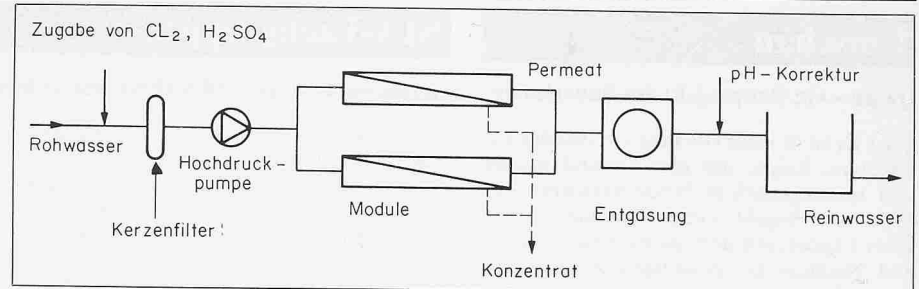 Zugabe von CL₂, H₂SO₄
Permeat
pH-Korrektur
Rohwasser
Hochdruck-
pumpe
Module
Entgasung
Reinwasser
Kerzenfilter
Konzentrat